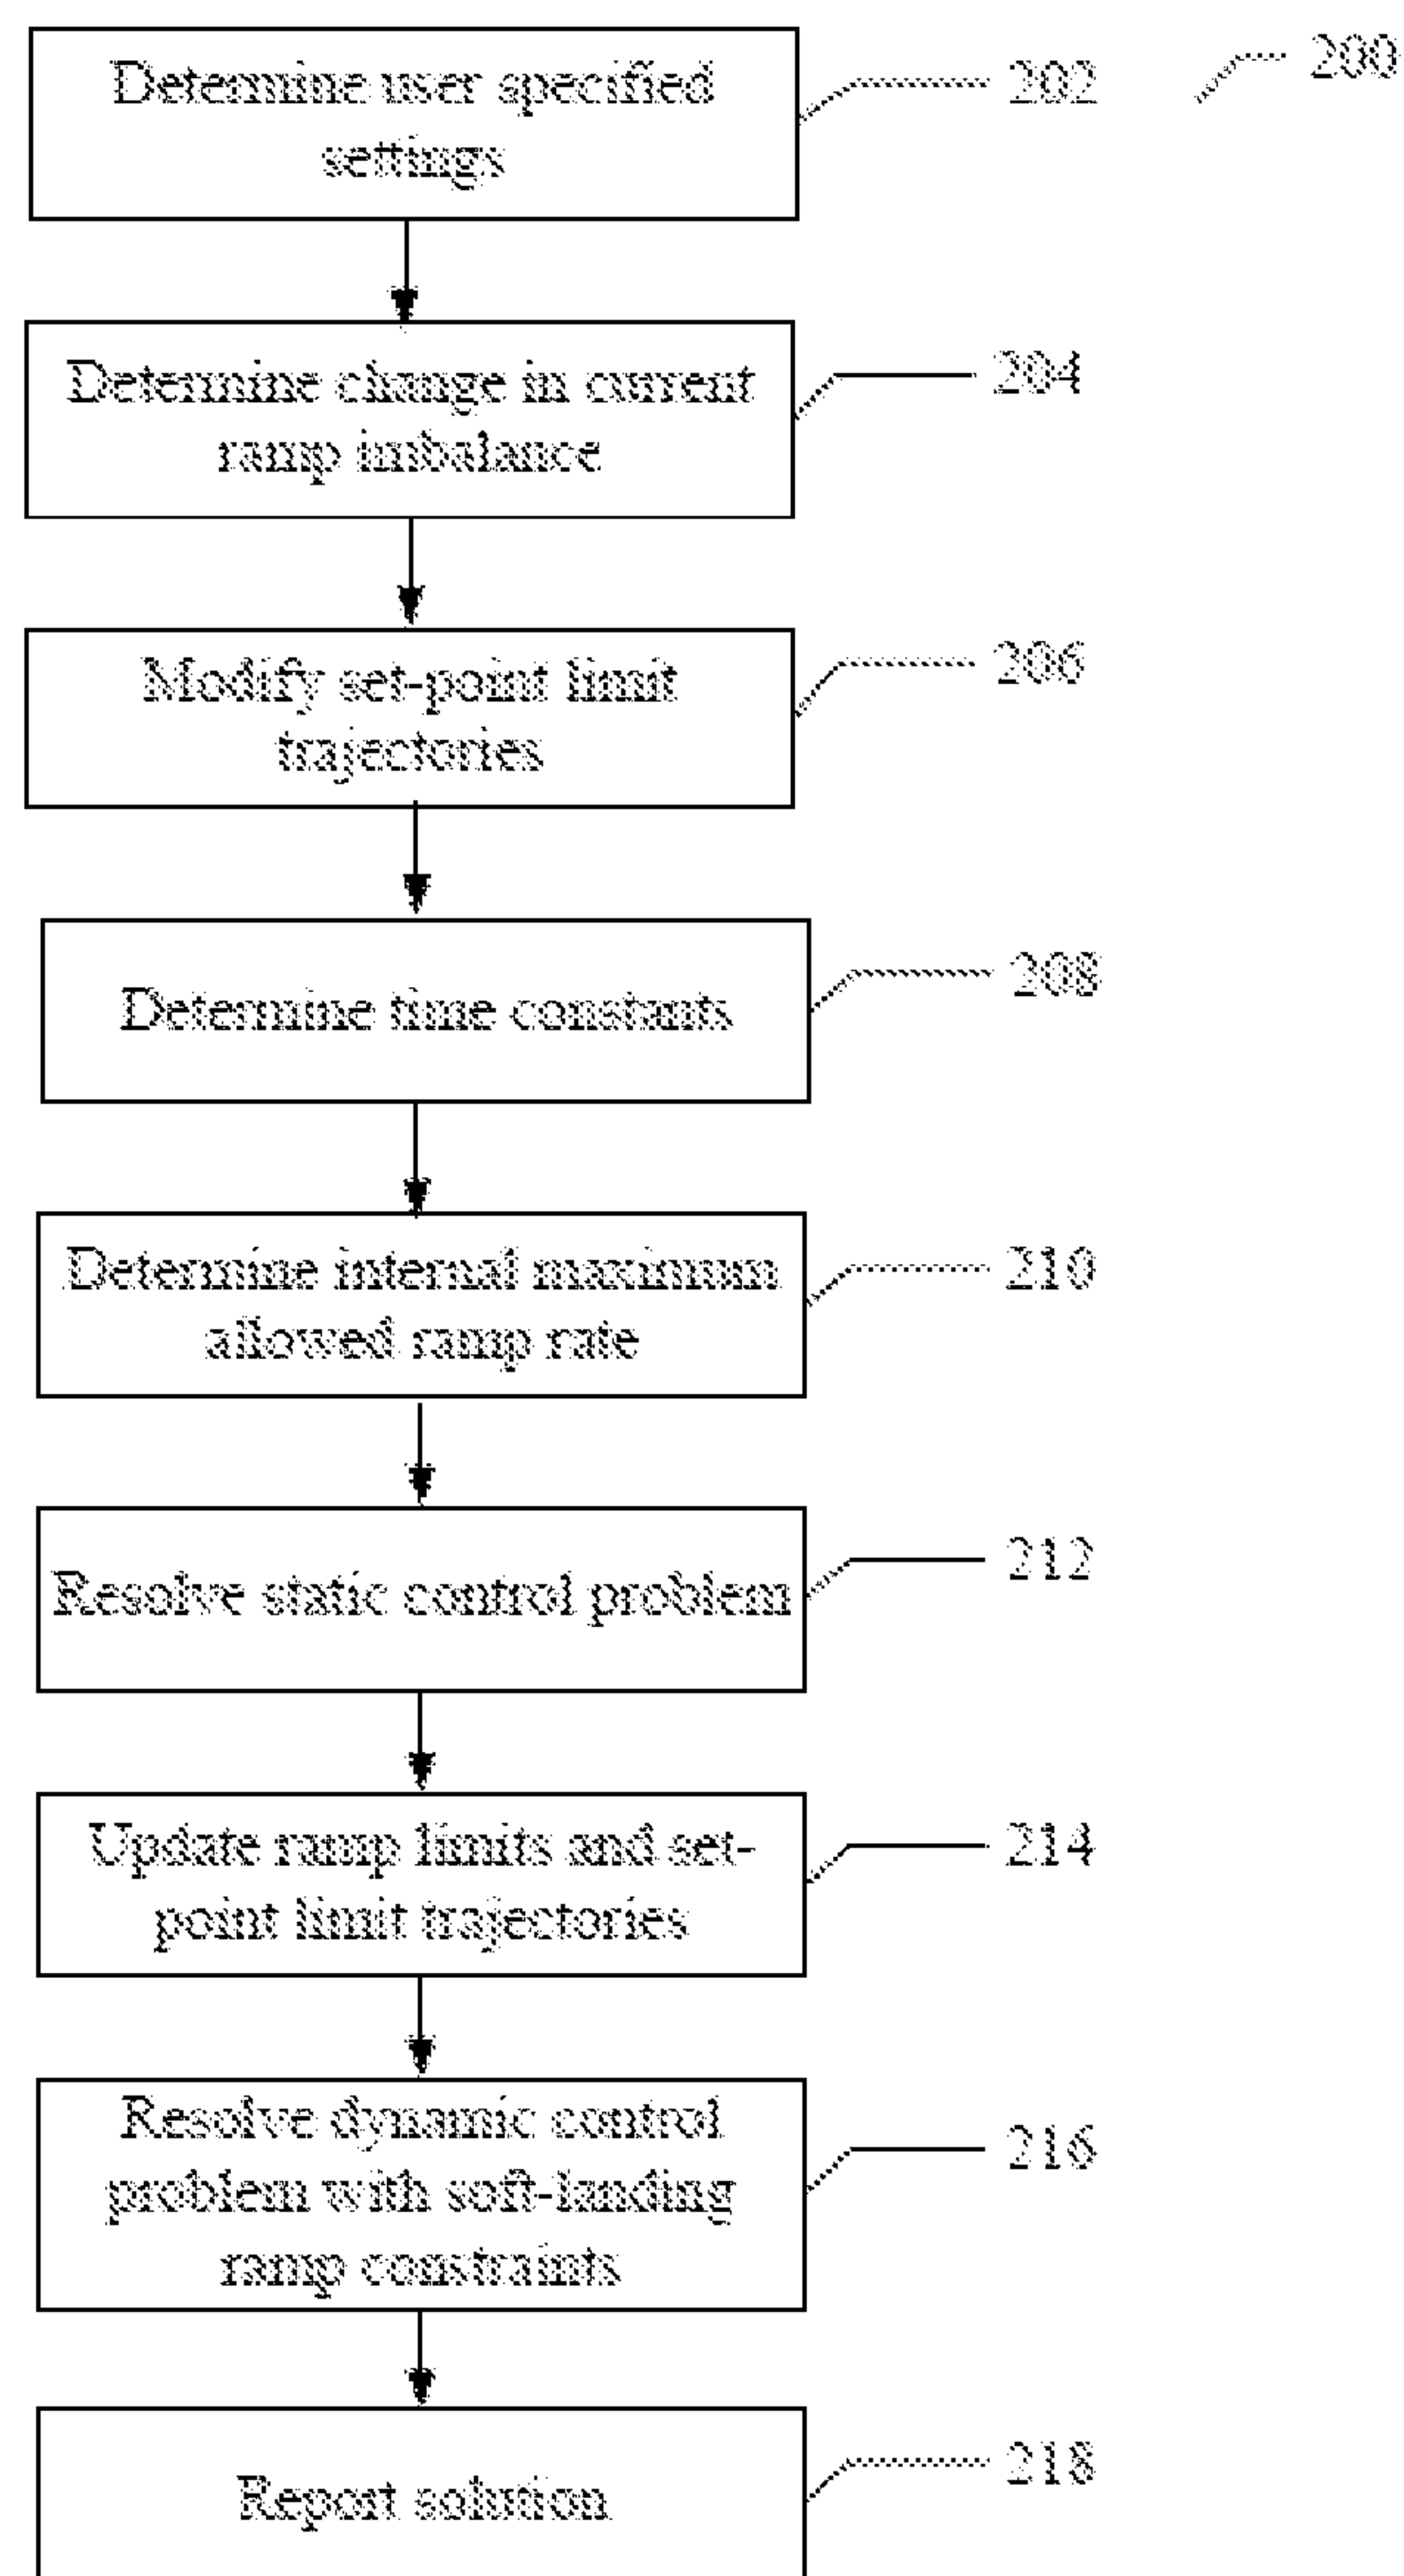 Determine user specified
settings
202
200
Determine change in current
ramp imbalance
204
Modify set-point limit
trajectories
206
Determine time constants
208
Determine internal maximum
allowed ramp rate
210
Resolve static control problem
212
Update ramp limits and set-
point limit trajectories
214
Resolve dynamic control
problem with soft-landing
ramp constraints
216
Report solution
218